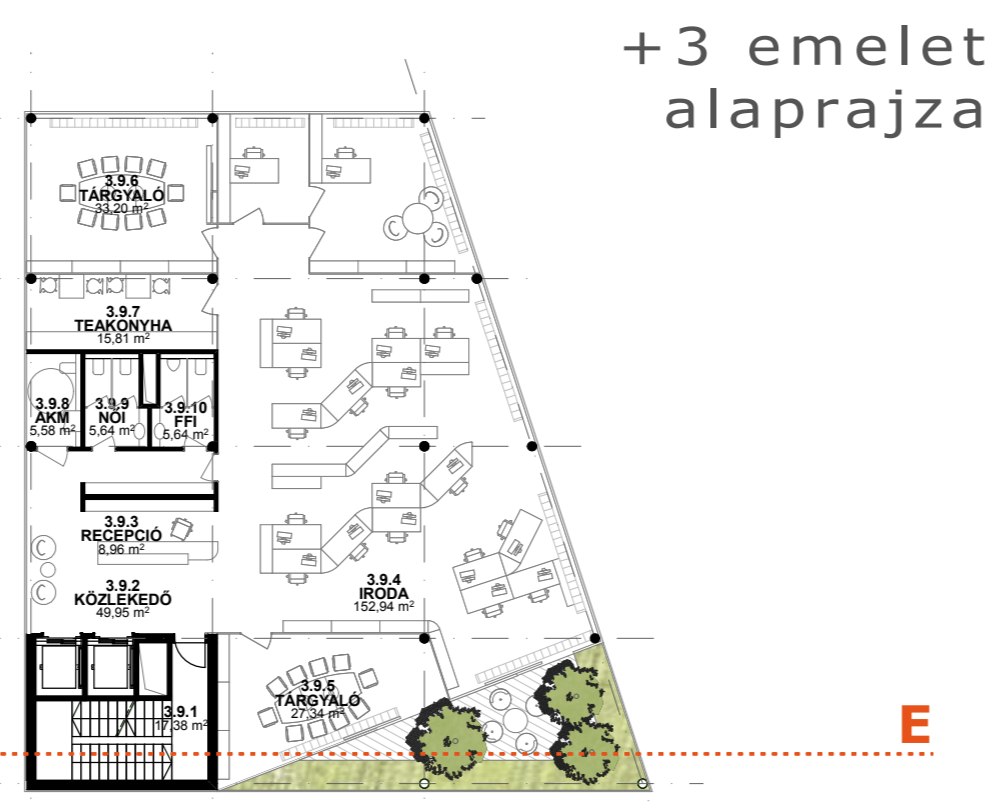 +3 emelet
alaprajza
3.9.6
TÁRGYALÓ
33,20 m²
3.9.7
TEAKONYHA
15,81 m²
3.9.8
AKM
5,58 m²
3.9.9
NŐI
5,64 m²
3.9.10
FFI
5,64 m²
3.9.3
RECEPCIÓ
8,96 m²
3.9.2
KÖZLEKEDŐ
49,95 m²
3.9.4
IRODA
152,94 m²
3.9.5
TÁRGYALÓ
27,34 m²
3.9.1
17,38 m²
E